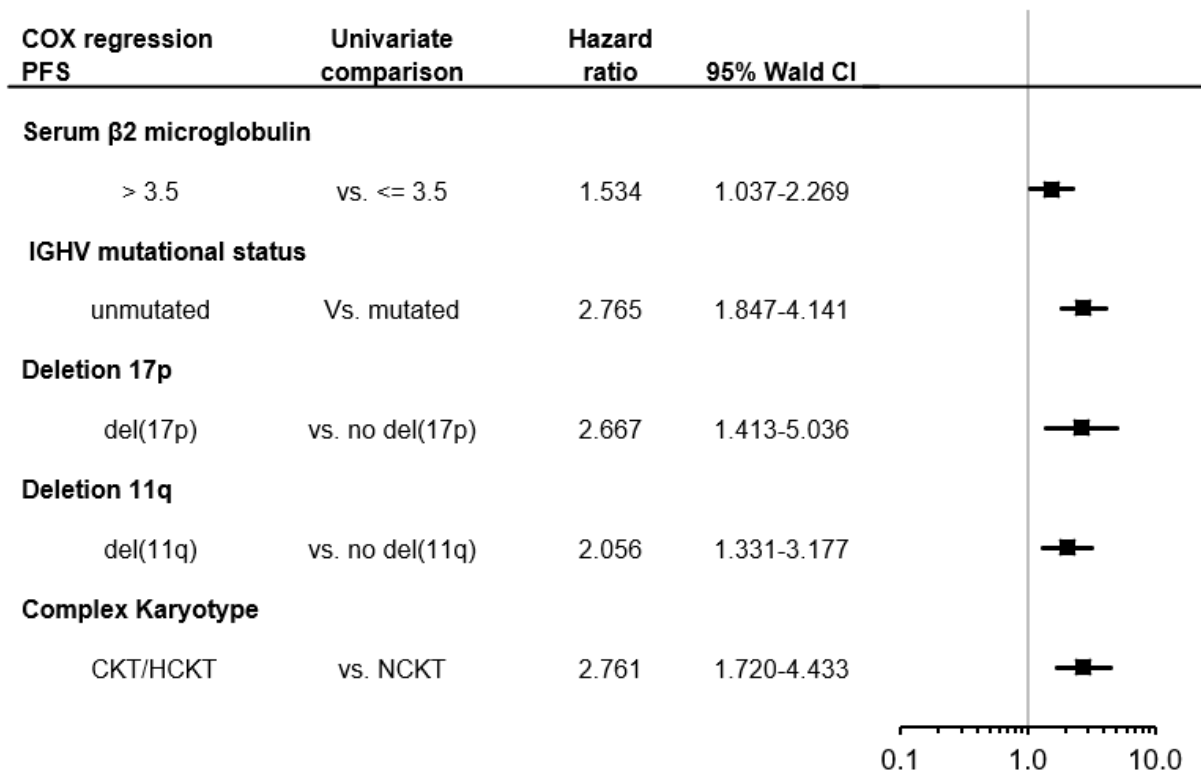 COX regression Univariate Hazard
PFS comparison ratio 95% Wald CI
Serum β2 microglobulin
> 3.5 vs. <= 3.5 1.534 1.037-2.269
IGHV mutational status
unmutated Vs. mutated 2.765 1.847-4.141
Deletion 17p
del(17p) vs. no del(17p) 2.667 1.413-5.036
Deletion 11q
del(11q) vs. no del(11q) 2.056 1.331-3.177
Complex Karyotype
CKT/HCKT vs. NCKT 2.761 1.720-4.433
0.1 1.0 10.0